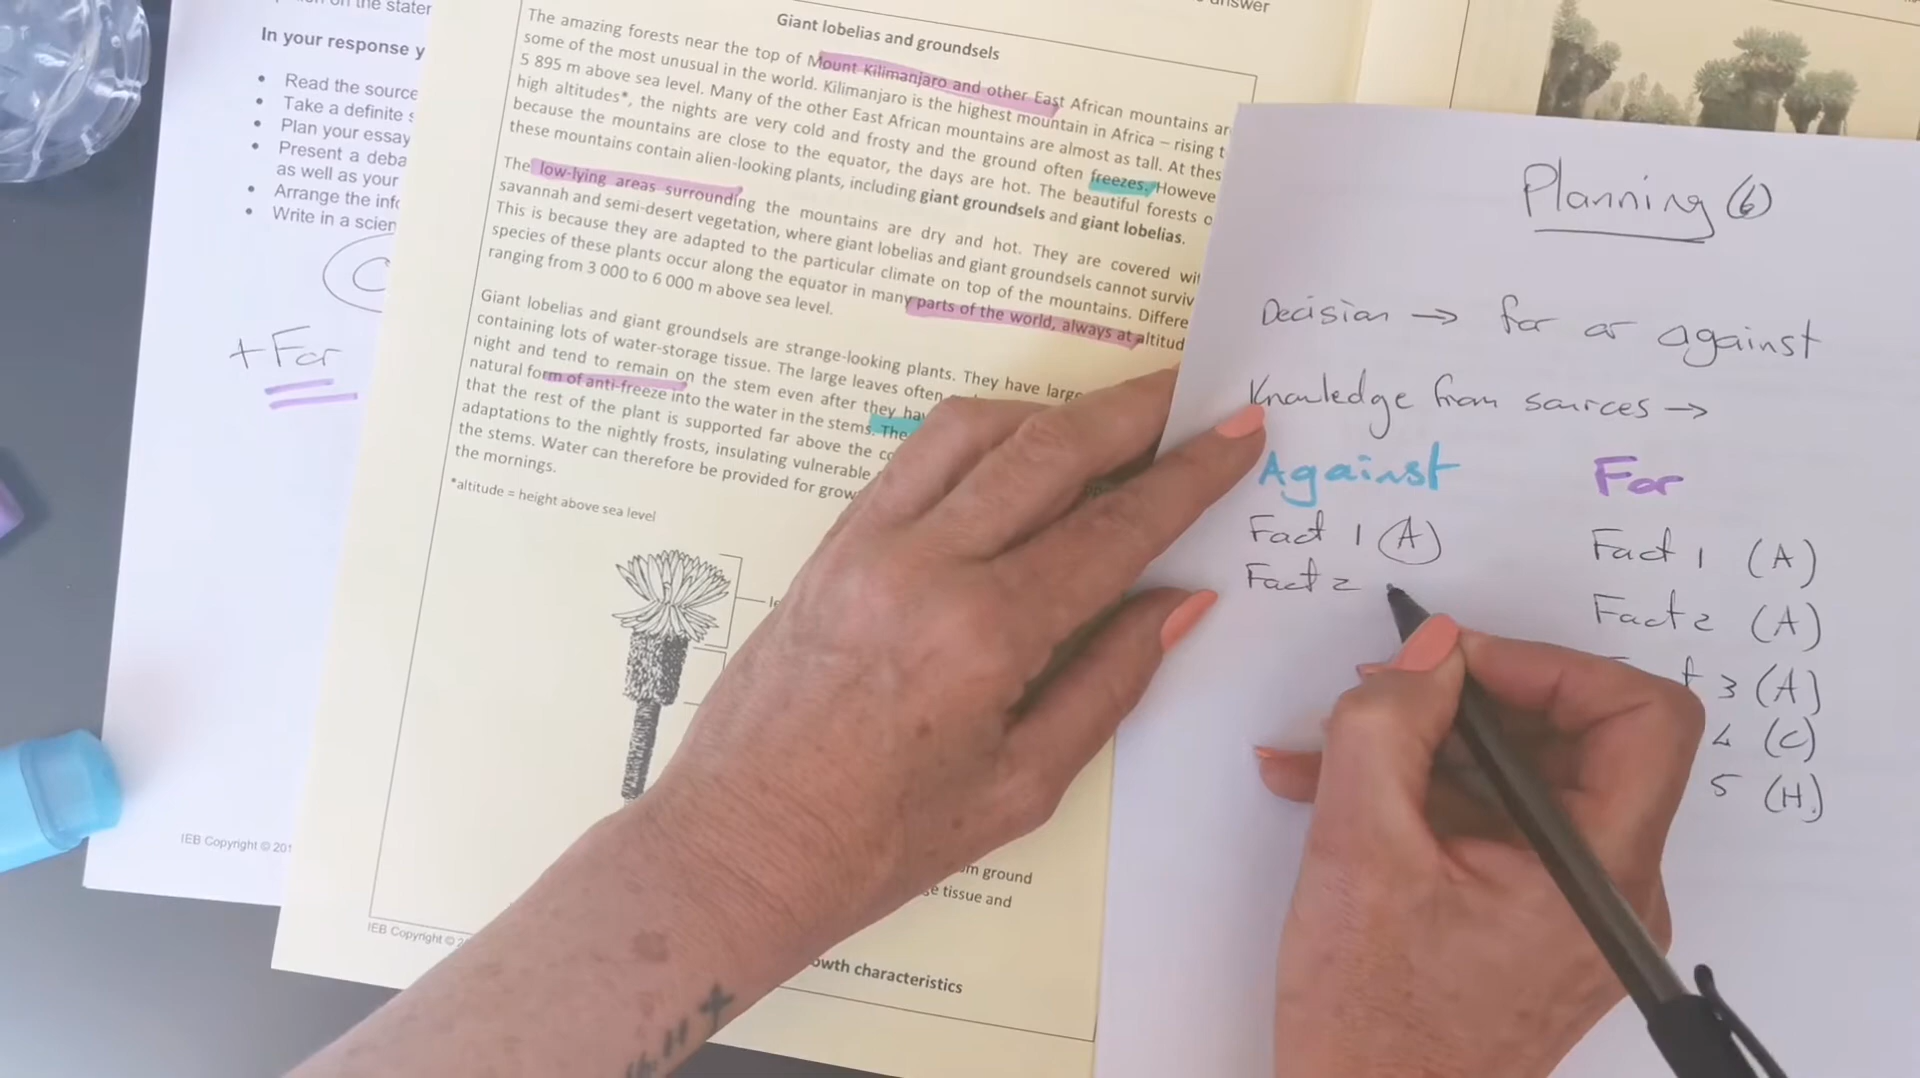 on the stater
In your response y
Read the source
Take a definite s
Plan your essay
Present a deba
as well as your
Arrange the info
Write in a scien
+ For
IEB Copyright © 201
answer
Giant lobelias and groundsels
The amazing forests near the top of Mount Kilimanjaro and other East African mountains ar
some of the most unusual in the world. Kilimanjaro is the highest mountain in Africa – rising t
5 895 m above sea level. Many of the other East African mountains are almost as tall. At thes
high altitudes*, the nights are very cold and frosty and the ground often freezes. Howeve
because the mountains are close to the equator, the days are hot. The beautiful forests o
these mountains contain alien-looking plants, including giant groundsels and giant lobelias.
The low-lying areas surrounding the mountains are dry and hot. They are covered wit
savannah and semi-desert vegetation, where giant lobelias and giant groundsels cannot surviv
This is because they are adapted to the particular climate on top of the mountains. Differe
species of these plants occur along the equator in many parts of the world, always at altitud
ranging from 3 000 to 6 000 m above sea level.
Giant lobelias and giant groundsels are strange-looking plants. They have large
containing lots of water-storage tissue. The large leaves often
night and tend to remain on the stem even after they ha
natural form of anti-freeze into the water in the stems. The
that the rest of the plant is supported far above the co
adaptations to the nightly frosts, insulating vulnerable
the stems. Water can therefore be provided for grow
the mornings.
*altitude = height above sea level
le
om ground
ge tissue and
IEB Copyright © 2
owth characteristics
Planning (6)
Decision → for or against
Knowledge from sources →
Against For
Fact 1 (A) Fact 1 (A)
Fact 2 Fact 2 (A)
t 3 (A)
4 (C)
5 (H)